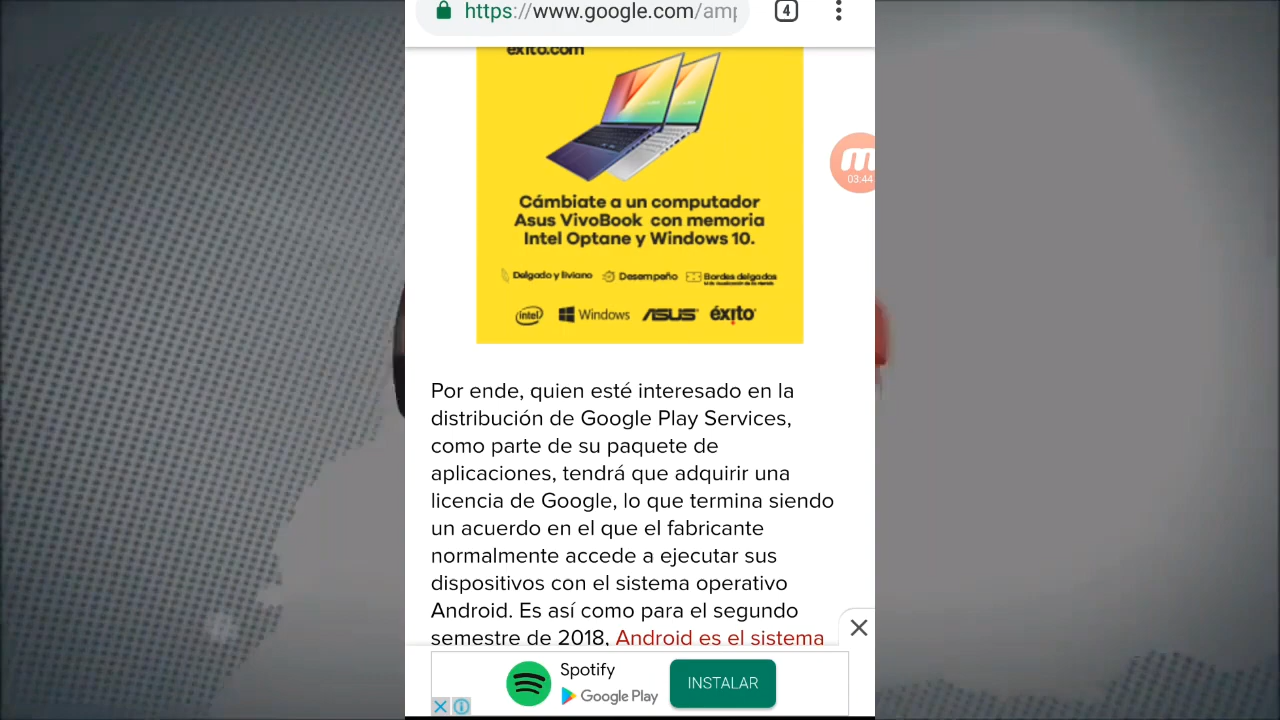 https://www.google.com/amp
4
exito.com
Cámbiate a un computador
Asus VivoBook con memoria
Intel Optane y Windows 10.
Delgado y liviano Desempeño Bordes delgados
intel Windows ASUS éxito
03:44
Por ende, quien esté interesado en la
distribución de Google Play Services,
como parte de su paquete de
aplicaciones, tendrá que adquirir una
licencia de Google, lo que termina siendo
un acuerdo en el que el fabricante
normalmente accede a ejecutar sus
dispositivos con el sistema operativo
Android. Es así como para el segundo
semestre de 2018, Android es el sistema
Spotify
Google Play
INSTALAR